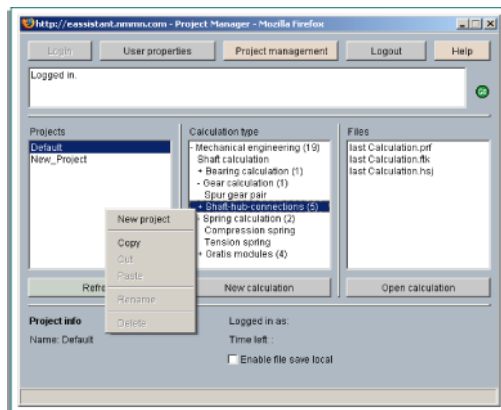 http://eassistant.nmmn.com - Project Manager - Mozilla Firefox
Login
User properties
Project management
Logout
Help
Logged in.
Projects
Default
New_Project
Calculation type
- Mechanical engineering (19)
Shaft calculation
+ Bearing calculation (1)
- Gear calculation (1)
Spur gear pair
+ Shaft-hub-connections (5)
Spring calculation (2)
Compression spring
Tension spring
+ Gratis modules (4)
Files
last Calculation.prf
last Calculation.ftk
last Calculation.hsj
New project
Copy
Cut
Paste
Rename
Delete
Refre
New calculation
Open calculation
Project info
Name: Default
Logged in as:
Time left :
Enable file save local